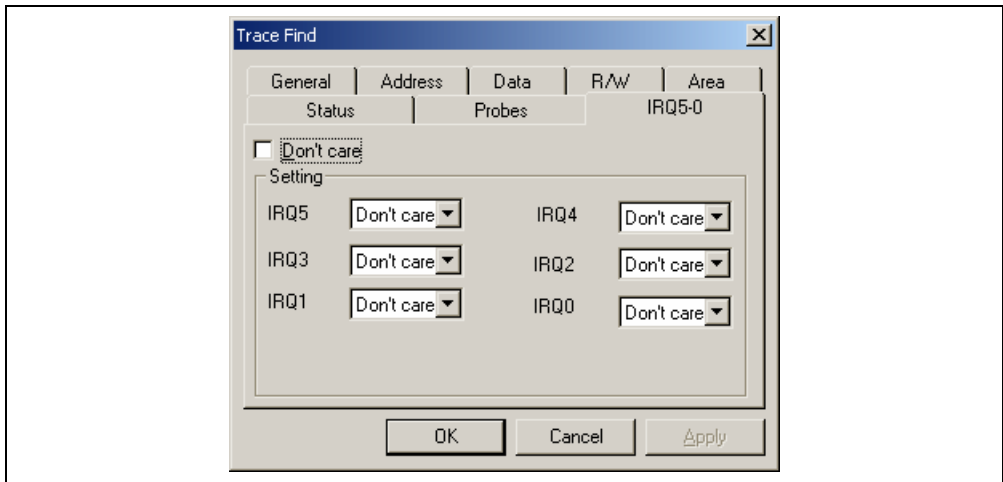 Trace Find
General Address Data R/W Area
Status Probes IRQ5-0
Don't care
Setting
IRQ5 Don't care IRQ4 Don't care
IRQ3 Don't care IRQ2 Don't care
IRQ1 Don't care IRQ0 Don't care
OK Cancel Apply